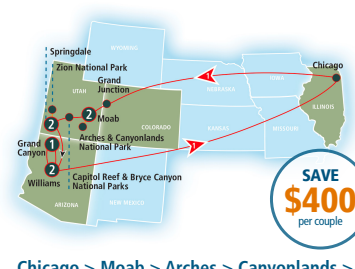 Springdale
Zion National Park
WYOMING
Grand
Junction
Chicago
1
IOWA
NEBRASKA
UTAH
ILLINOIS
2
2
Moab
COLORADO
KANSAS
MISSOURI
Arches & Canyonlands
National Park
Grand
Canyon
1
1
2
Williams
Capitol Reef & Bryce Canyon
National Parks
ARIZONA
NEW MEXICO
SAVE
$400
per couple
Chicago > Moab > Arches > Canyonlands >